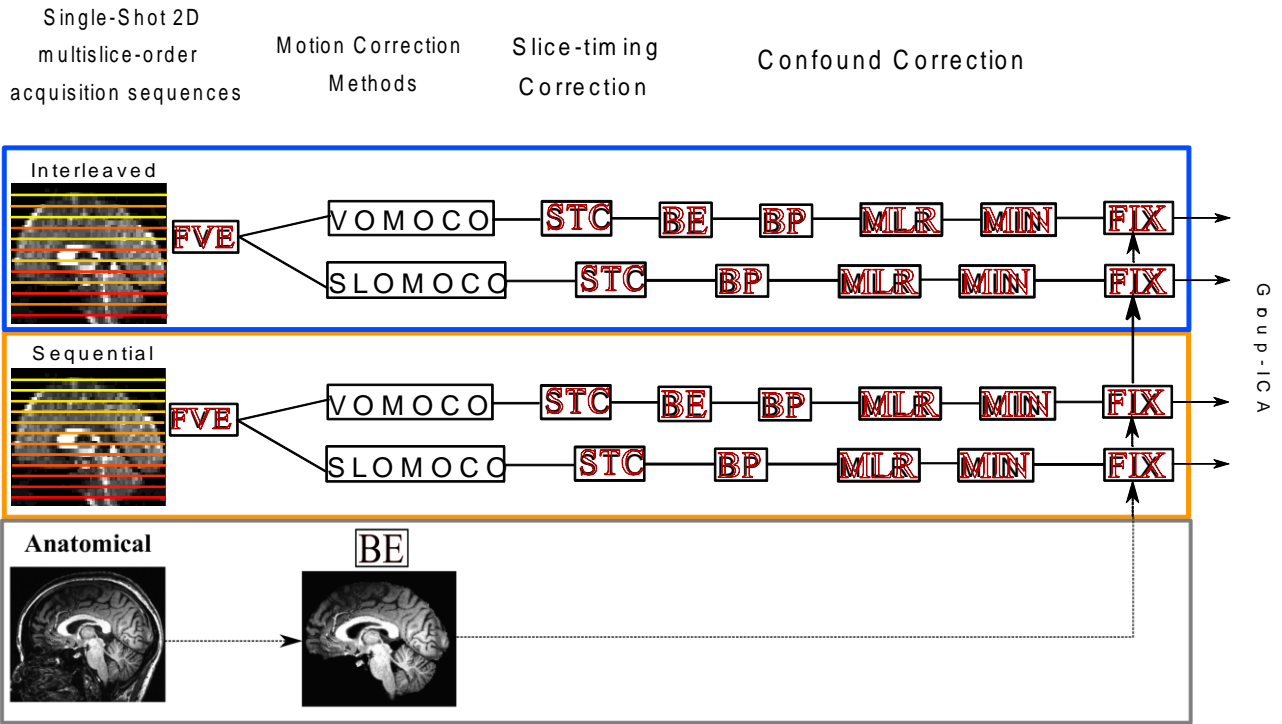 Single-Shot 2D
multislice-order
acquisition sequences
Motion Correction
Methods
Slice-timing
Correction
Confound Correction
Interleaved
FVE
VOMOCO
STC
BE
BP
MLR
MIN
FIX
SLOMOCO
STC
BP
MLR
MIN
FIX
Sequential
FVE
VOMOCO
STC
BE
BP
MLR
MIN
FIX
SLOMOCO
STC
BP
MLR
MIN
FIX
Anatomical
BE